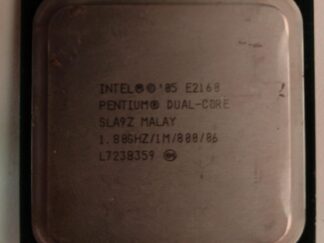 INTEL® ©'05 E2160
PENTIUM® DUAL-CORE
SLA9Z MALAY
1.80GHZ/1M/800/06
L7238359